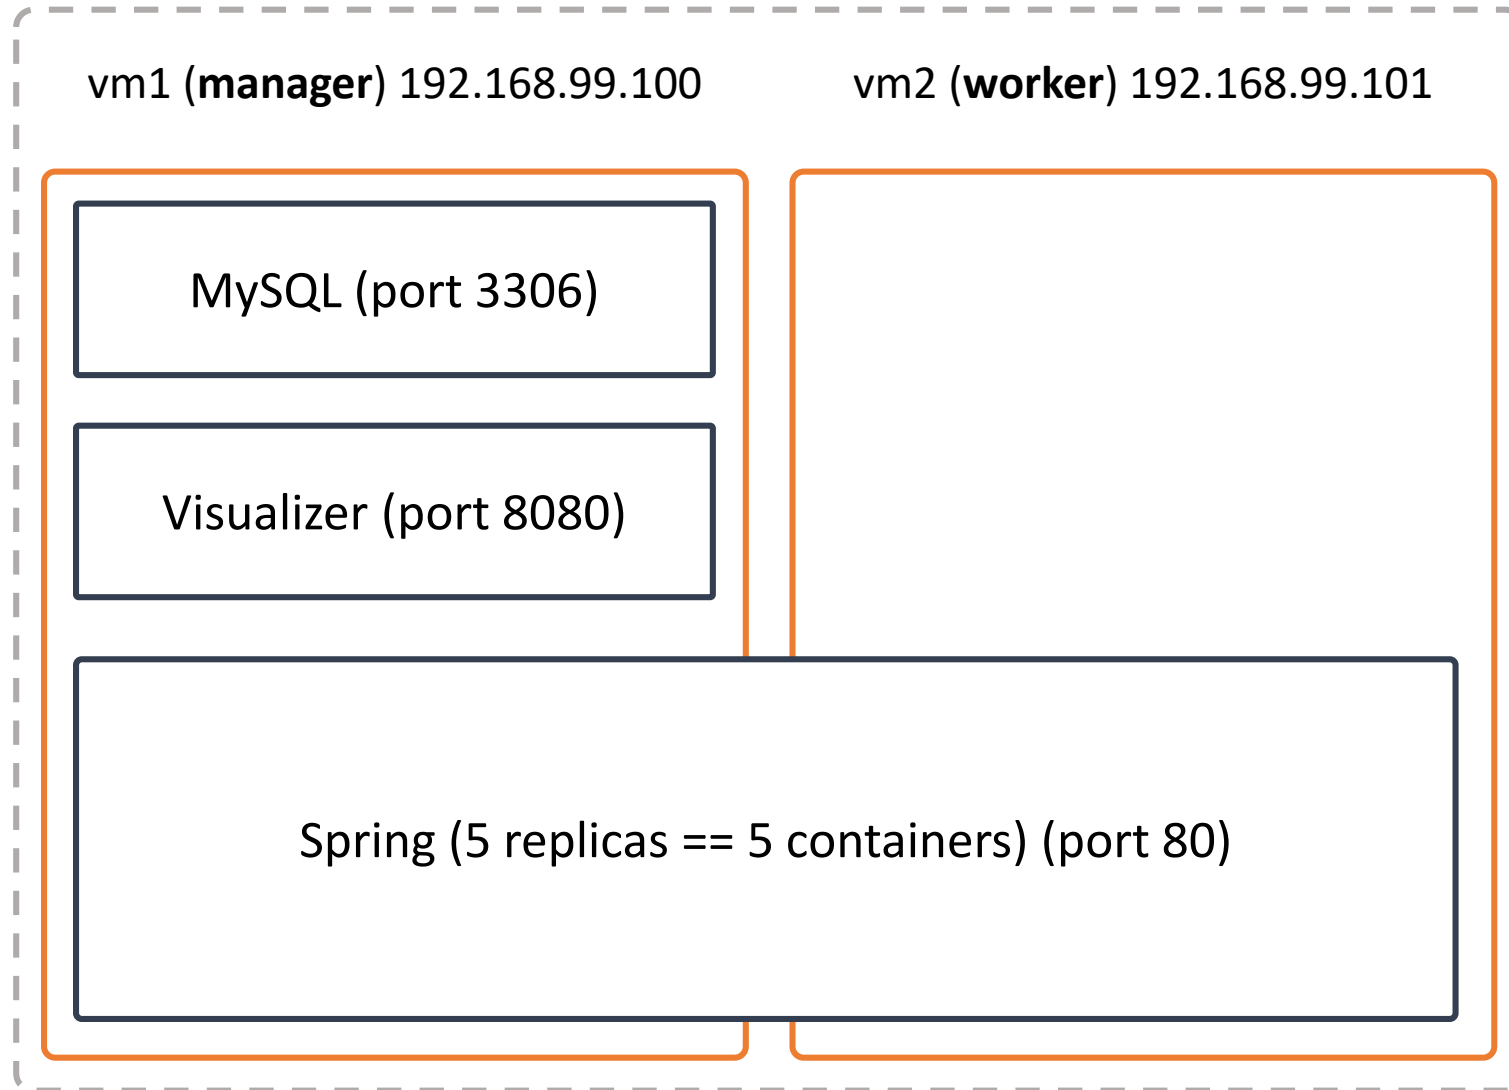 vm1 (manager) 192.168.99.100
vm2 (worker) 192.168.99.101
MySQL (port 3306)
Visualizer (port 8080)
Spring (5 replicas == 5 containers) (port 80)